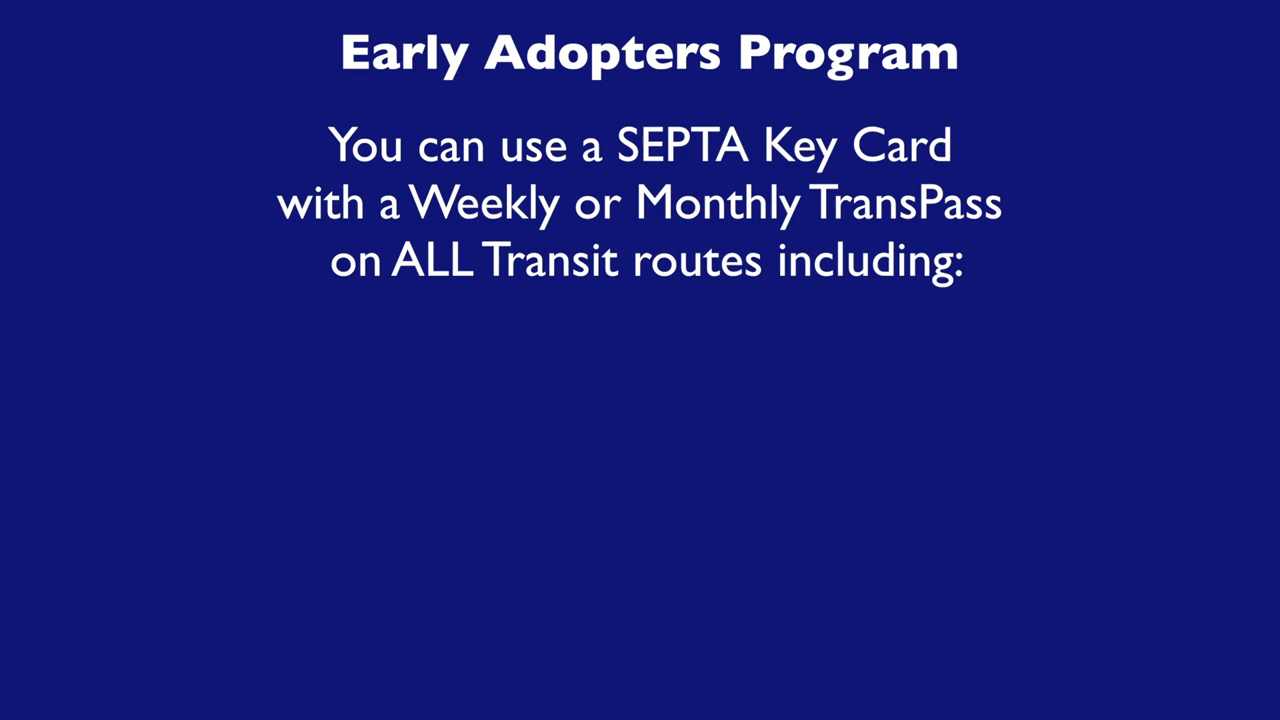 Early Adopters Program
You can use a SEPTA Key Card
with a Weekly or Monthly TransPass
on ALL Transit routes including: